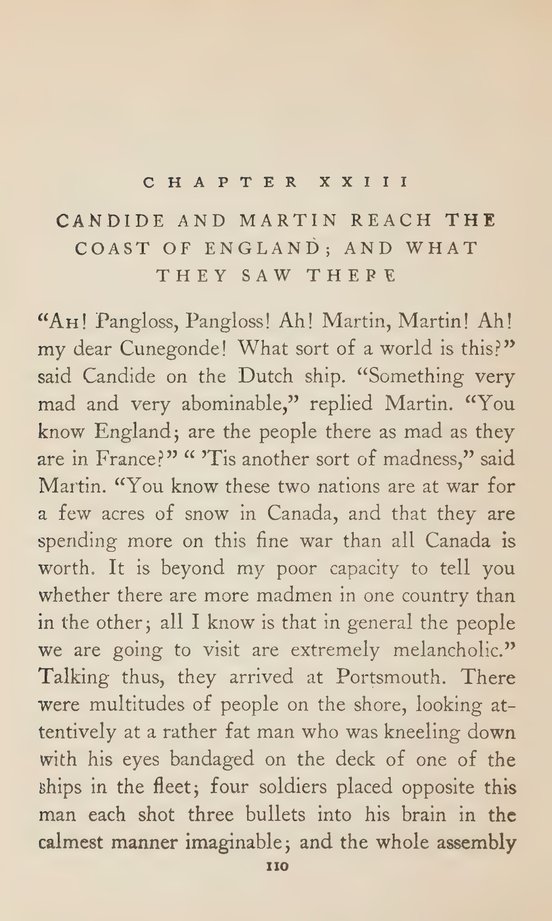 CHAPTER XXIII
CANDIDE AND MARTIN REACH THE
COAST OF ENGLAND; AND WHAT
THEY SAW THERE
“AH! Pangloss, Pangloss! Ah! Martin, Martin! Ah!
my dear Cunegonde! What sort of a world is this?”
said Candide on the Dutch ship. “Something very
mad and very abominable,” replied Martin. “You
know England; are the people there as mad as they
are in France?” “ ’Tis another sort of madness,” said
Martin. “You know these two nations are at war for
a few acres of snow in Canada, and that they are
spending more on this fine war than all Canada is
worth. It is beyond my poor capacity to tell you
whether there are more madmen in one country than
in the other; all I know is that in general the people
we are going to visit are extremely melancholic.”
Talking thus, they arrived at Portsmouth. There
were multitudes of people on the shore, looking at-
tentively at a rather fat man who was kneeling down
with his eyes bandaged on the deck of one of the
ships in the fleet; four soldiers placed opposite this
man each shot three bullets into his brain in the
calmest manner imaginable; and the whole assembly
110